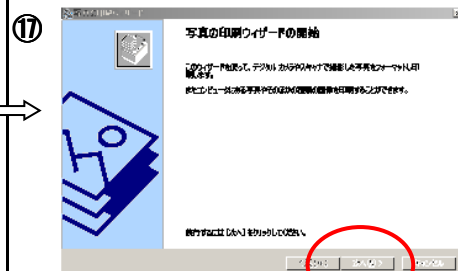 ⑰
写真の印刷ウィザードの開始
このウィザードを使って、デジタル カメラやスキャナで撮影した写真をフォーマットし、印
刷します。
またコンピュータにある写真やそのほかの種類の画像を印刷することができます。
続行するには [次へ] をクリックしてください。